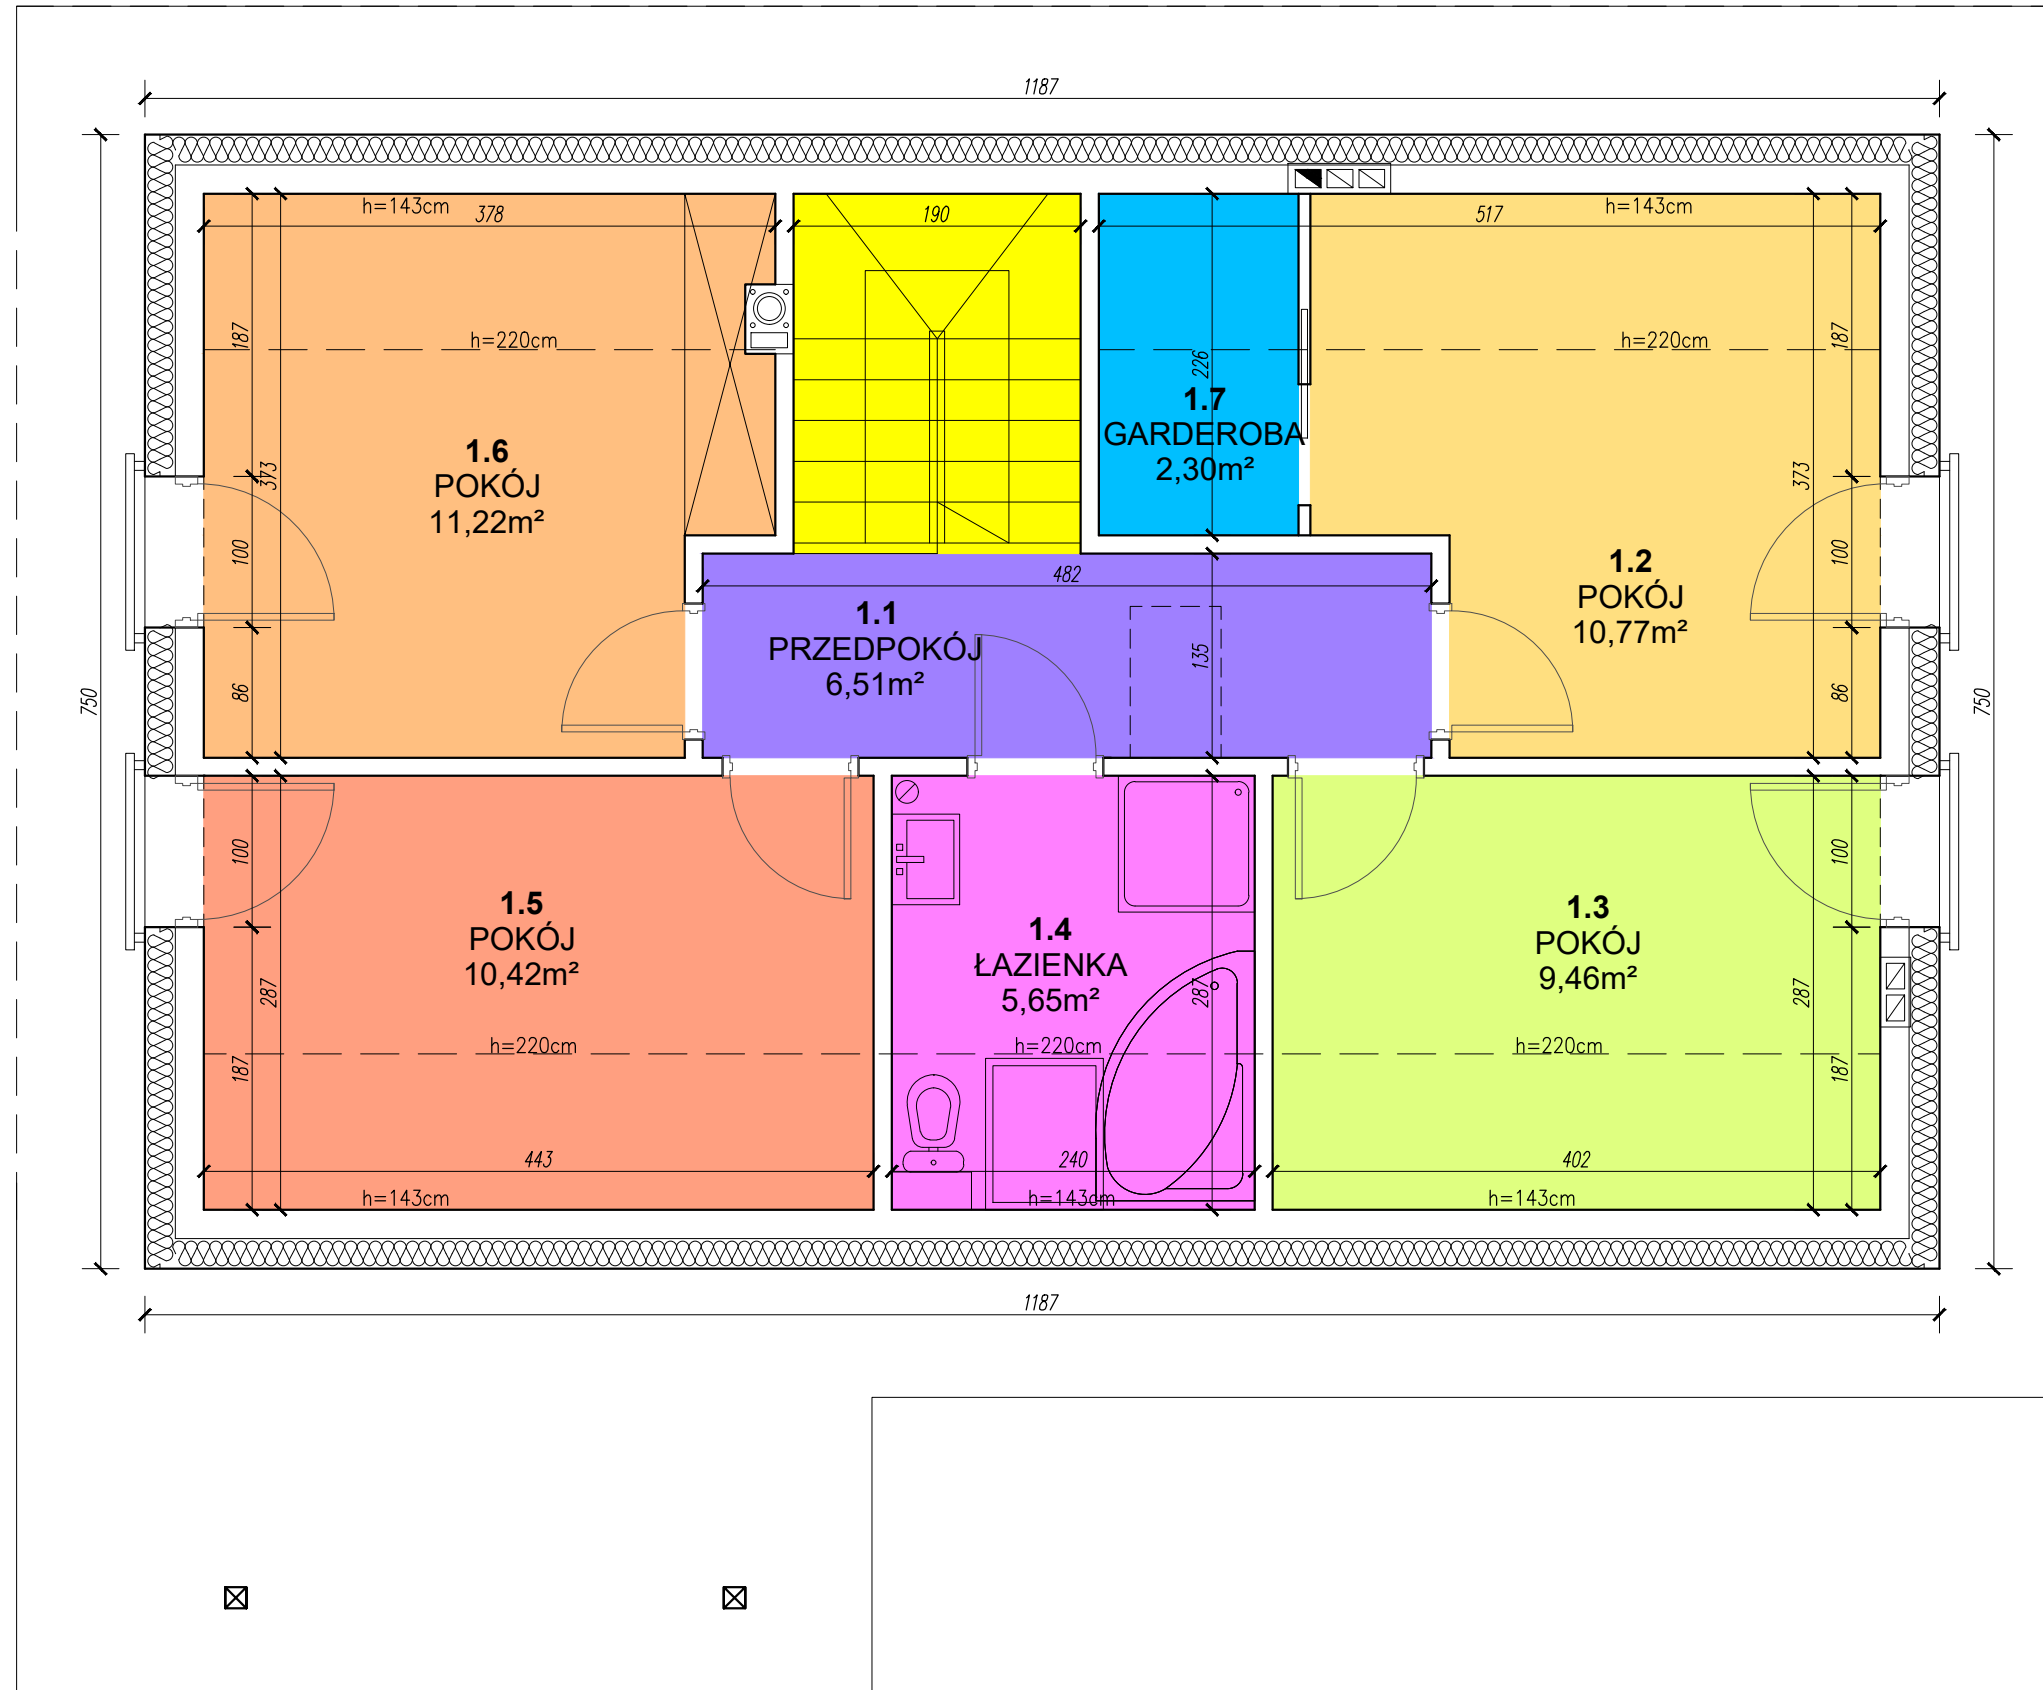 1187
h=143cm
378
190
517
h=143cm
187
h=220cm
226
h=220cm
187
1.7
GARDEROBA
2,30m²
1.6
POKÓJ
11,22m²
373
373
100
100
1.2
POKÓJ
10,77m²
482
1.1
PRZEDPOKÓJ
6,51m²
135
86
86
750
750
100
100
1.5
POKÓJ
10,42m²
1.4
ŁAZIENKA
5,65m²
1.3
POKÓJ
9,46m²
287
287
287
h=220cm
h=220cm
h=220cm
187
187
443
240
402
h=143cm
h=143cm
h=143cm
1187